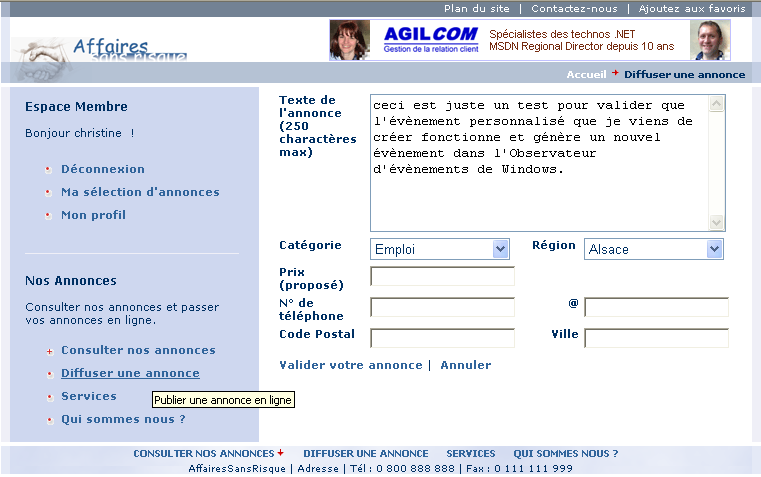 Plan du site | Contactez-nous | Ajoutez aux favoris
Affaires
sans risque
AGILCOM
Gestion de la relation client
Spécialistes des technos .NET
MSDN Regional Director depuis 10 ans
Accueil Diffuser une annonce
Espace Membre
Bonjour christine !
Déconnexion
Ma sélection d'annonces
Mon profil
Nos Annonces
Consulter nos annonces et passer
vos annonces en ligne.
Consulter nos annonces
Diffuser une annonce
Services
Publier une annonce en ligne
Qui sommes nous ?
Texte de
l'annonce
(250
charactères
max)
ceci est juste un test pour valider que
l'évènement personnalisé que je viens de
créer fonctionne et génère un nouvel
évènement dans l'Observateur
d'évènements de Windows.
Catégorie Emploi Région Alsace
Prix
(proposé)
N° de
téléphone @
Code Postal Ville
Valider votre annonce | Annuler
CONSULTER NOS ANNONCES DIFFUSER UNE ANNONCE SERVICES QUI SOMMES NOUS ?
AffairesSansRisque | Adresse | Tél : 0 800 888 888 | Fax : 0 111 111 999